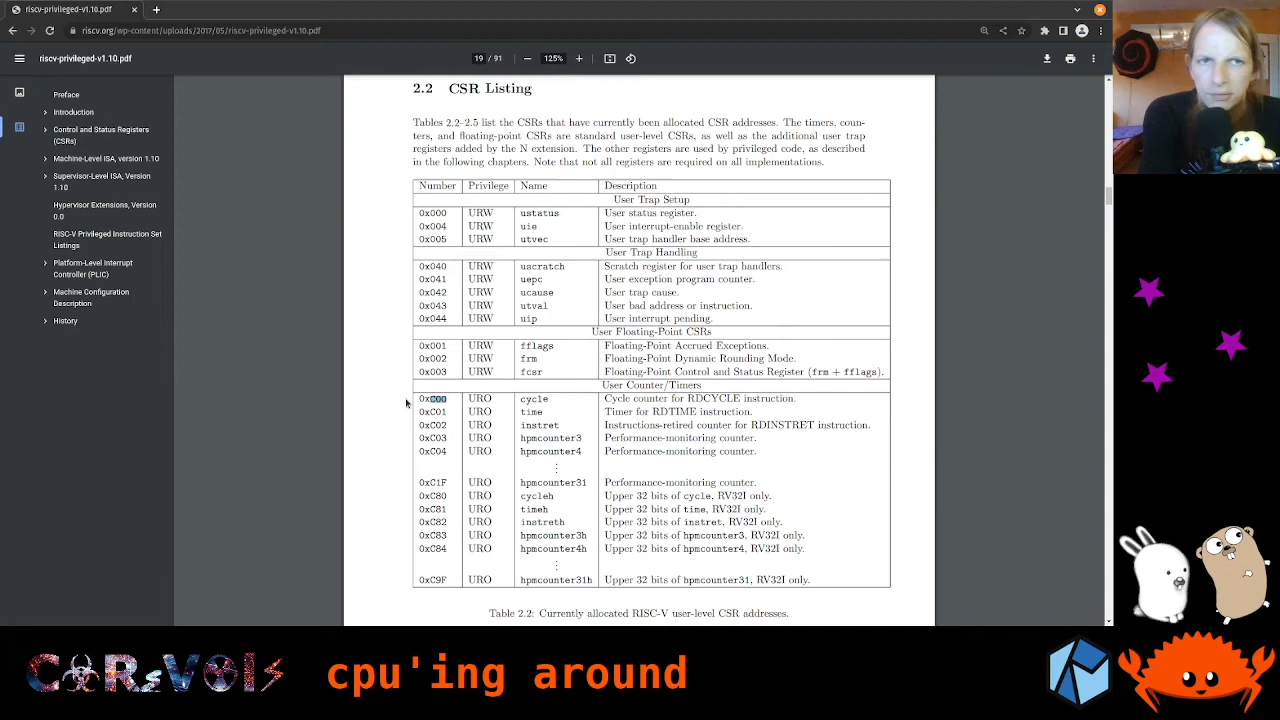 riscv-privileged-v1.10.pdf
riscv.org/wp-content/uploads/2017/05/riscv-privileged-v1.10.pdf
riscv-privileged-v1.10.pdf
19 / 91
125%
Preface
Introduction
Control and Status Registers
(CSRs)
Machine-Level ISA, version 1.10
Supervisor-Level ISA, Version
1.10
Hypervisor Extensions, Version
0.0
RISC-V Privileged Instruction Set
Listings
Platform-Level Interrupt
Controller (PLIC)
Machine Configuration
Description
History
2.2 CSR Listing
Tables 2.2–2.5 list the CSRs that have currently been allocated CSR addresses. The timers, coun-
ters, and floating-point CSRs are standard user-level CSRs, as well as the additional user trap
registers added by the N extension. The other registers are used by privileged code, as described
in the following chapters. Note that not all registers are required on all implementations.
Number Privilege Name Description
User Trap Setup
0x000 URW ustatus User status register.
0x004 URW uie User interrupt-enable register.
0x005 URW utvec User trap handler base address.
User Trap Handling
0x040 URW uscratch Scratch register for user trap handlers.
0x041 URW uepc User exception program counter.
0x042 URW ucause User trap cause.
0x043 URW utval User bad address or instruction.
0x044 URW uip User interrupt pending.
User Floating-Point CSRs
0x001 URW fflags Floating-Point Accrued Exceptions.
0x002 URW frm Floating-Point Dynamic Rounding Mode.
0x003 URW fcsr Floating-Point Control and Status Register (frm + fflags).
User Counter/Timers
0xC00 URO cycle Cycle counter for RDCYCLE instruction.
0xC01 URO time Timer for RDTIME instruction.
0xC02 URO instret Instructions-retired counter for RDINSTRET instruction.
0xC03 URO hpmcounter3 Performance-monitoring counter.
0xC04 URO hpmcounter4 Performance-monitoring counter.
⋮
0xC1F URO hpmcounter31 Performance-monitoring counter.
0xC80 URO cycleh Upper 32 bits of cycle, RV32I only.
0xC81 URO timeh Upper 32 bits of time, RV32I only.
0xC82 URO instreth Upper 32 bits of instret, RV32I only.
0xC83 URO hpmcounter3h Upper 32 bits of hpmcounter3, RV32I only.
0xC84 URO hpmcounter4h Upper 32 bits of hpmcounter4, RV32I only.
⋮
0xC9F URO hpmcounter31h Upper 32 bits of hpmcounter31, RV32I only.
Table 2.2: Currently allocated RISC-V user-level CSR addresses.
cpu'ing around